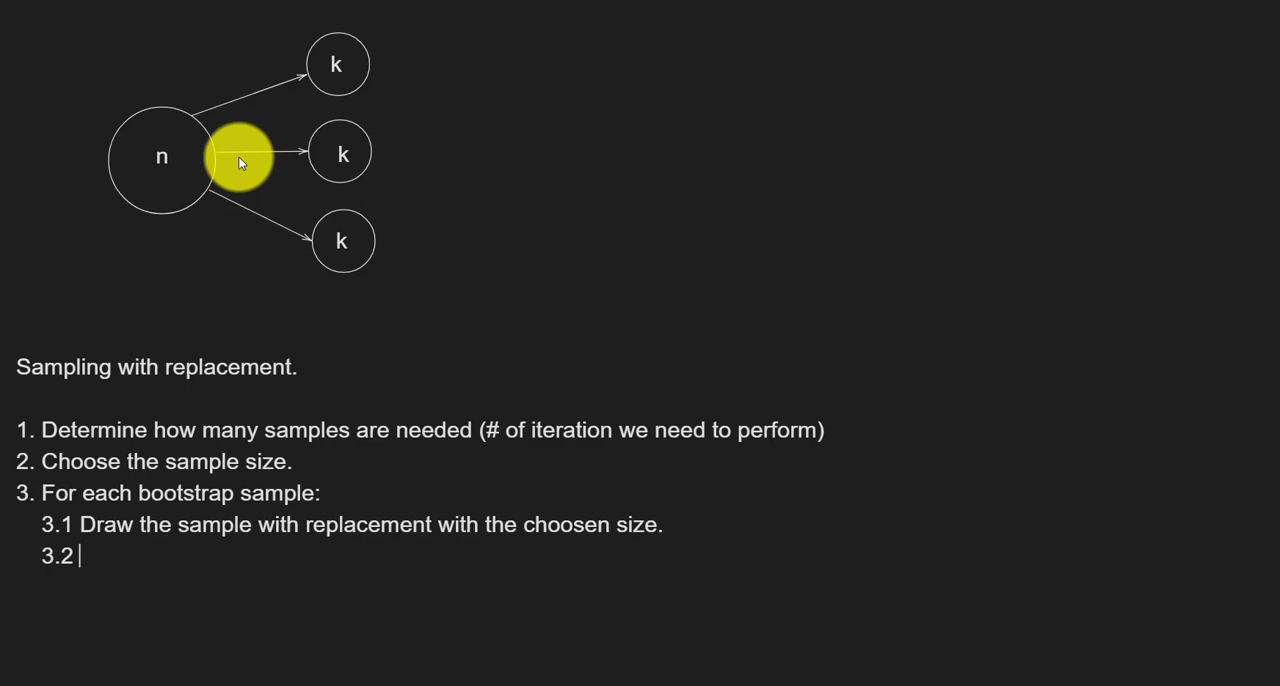 k
n
k
k
Sampling with replacement.
1. Determine how many samples are needed (# of iteration we need to perform)
2. Choose the sample size.
3. For each bootstrap sample:
3.1 Draw the sample with replacement with the choosen size.
3.2